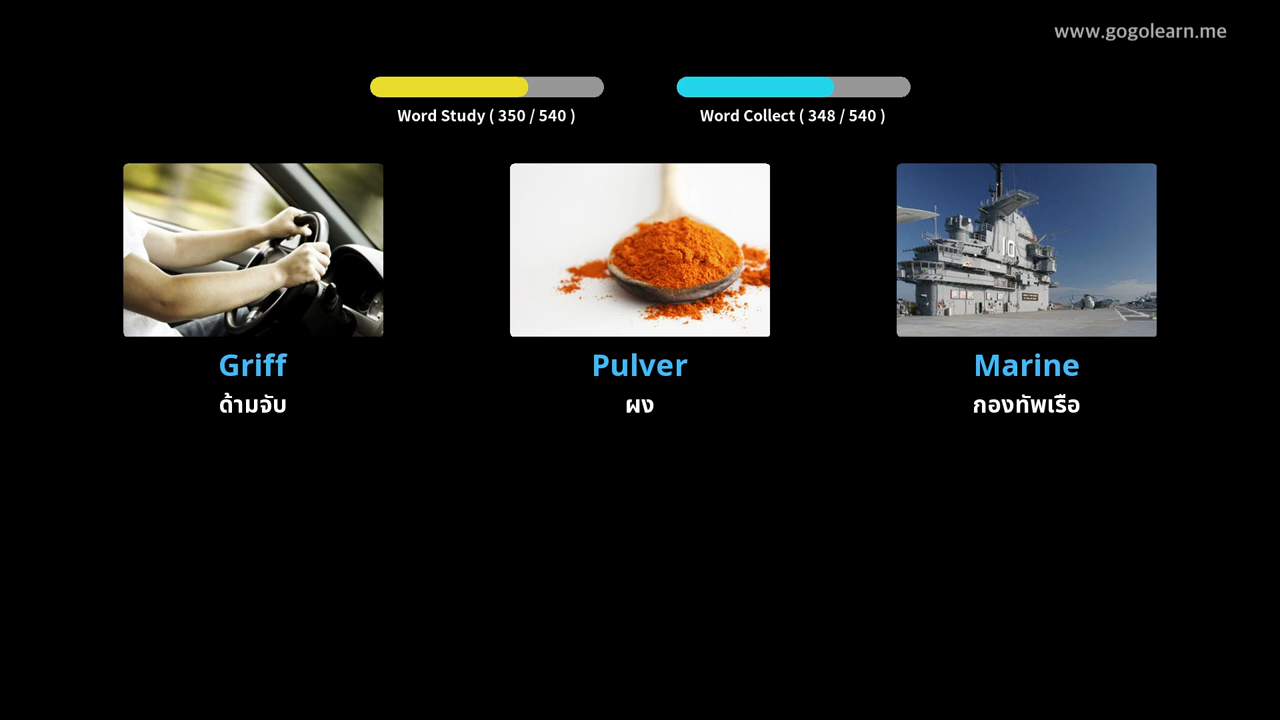 www.gogolearn.me
Word Study ( 350 / 540 )
Word Collect ( 348 / 540 )
Griff
ด้ามจับ
Pulver
ผง
Marine
กองทัพเรือ
16